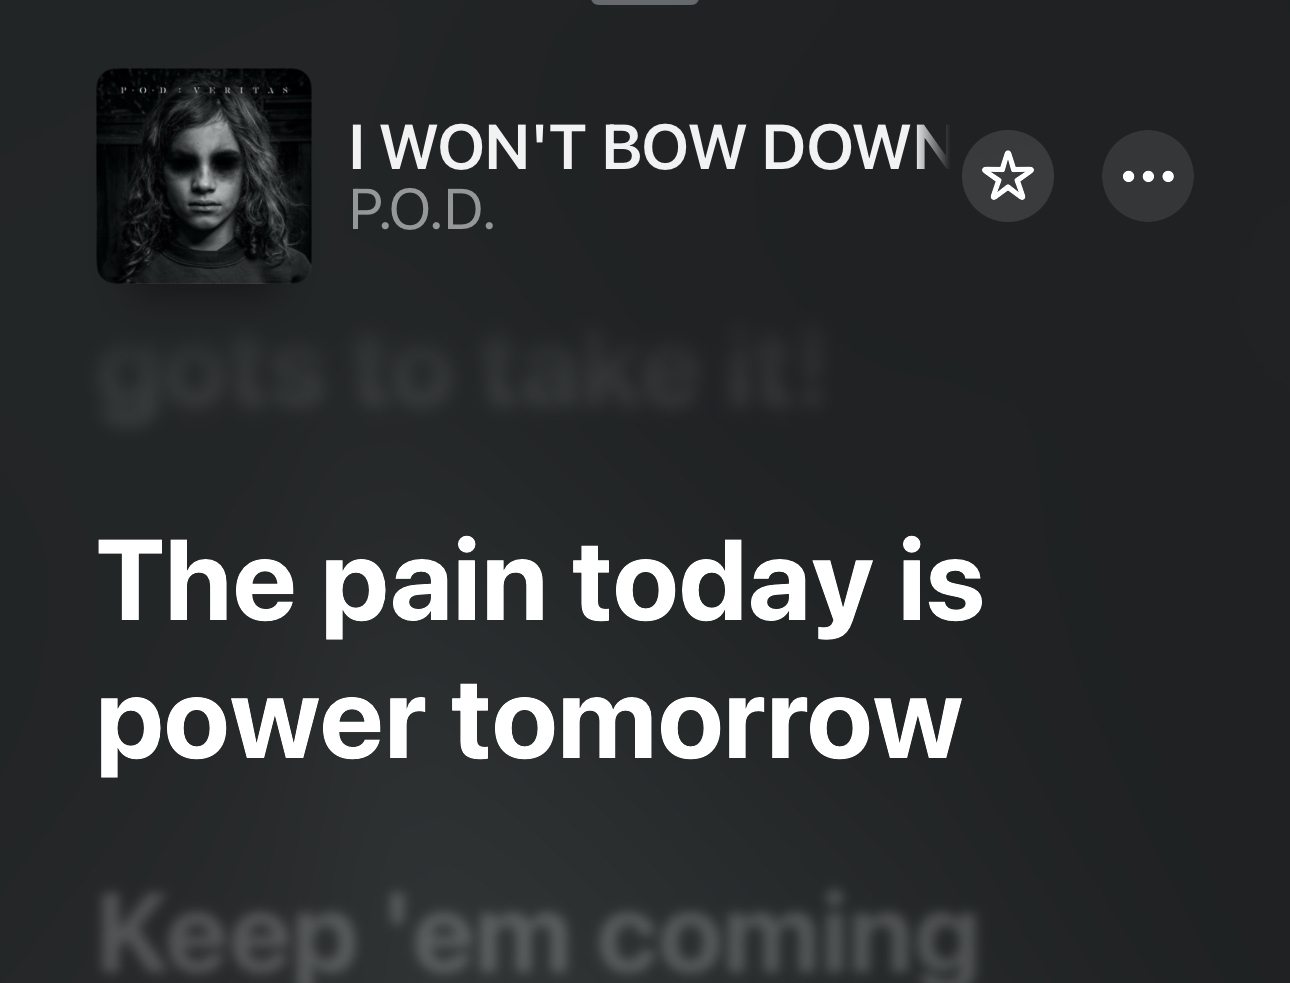 P.O.D : VERITAS
I WON'T BOW DOWN
P.O.D.
gots to take it!
The pain today is
power tomorrow
Keep 'em coming